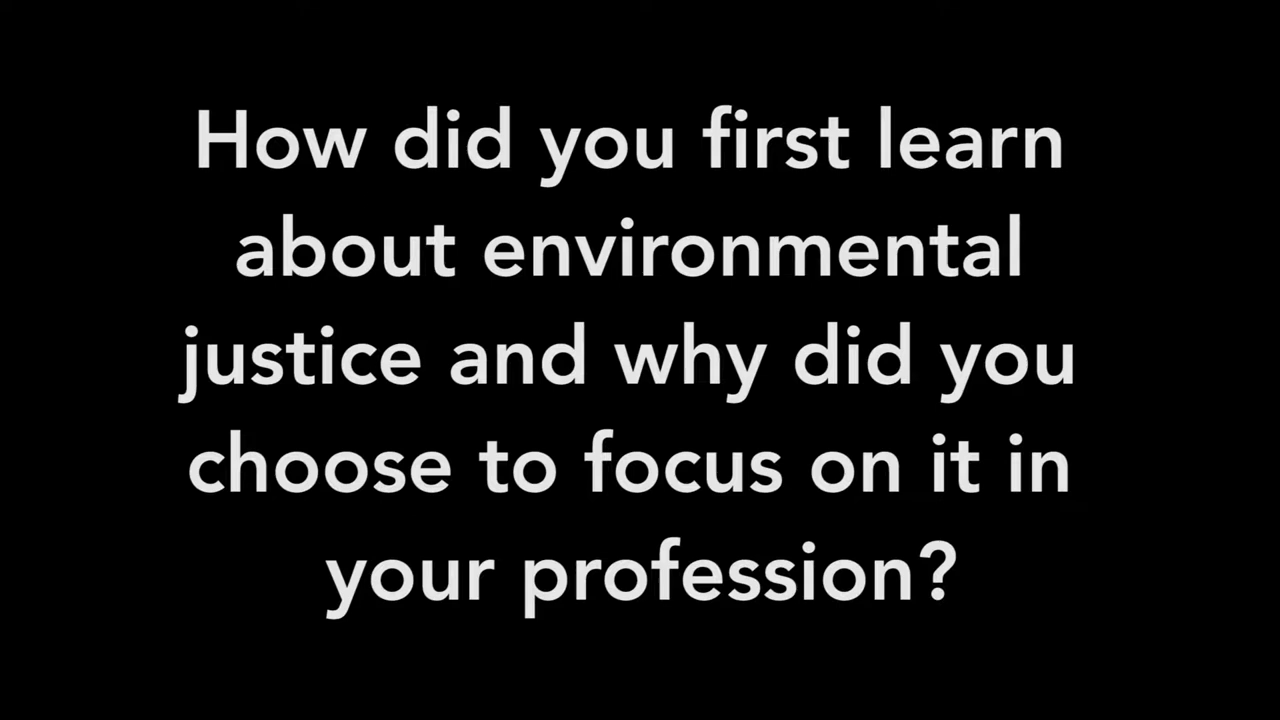 How did you first learn
about environmental
justice and why did you
choose to focus on it in
your profession?